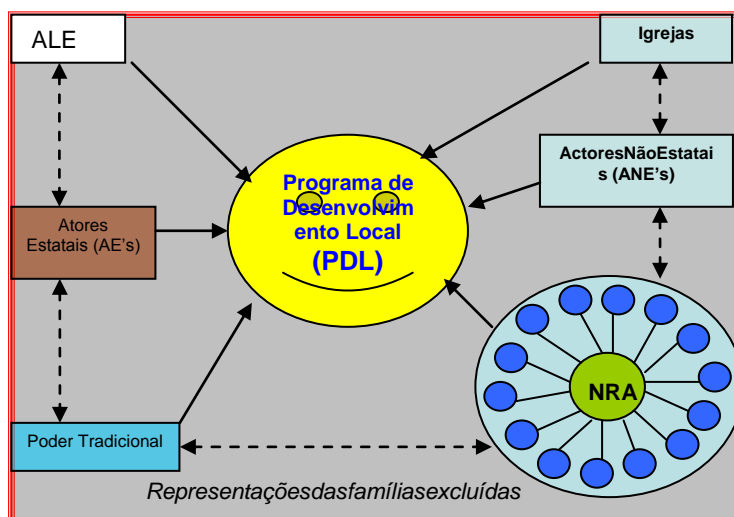 ALE
Igrejas
Programa de
Desenvolvim
ento Local
(PDL)
ActoresNãoEstatai
s (ANE's)
Atores
Estatais (AE's)
NRA
Poder Tradicional
Representaçõesdasfamíliasexcluídas